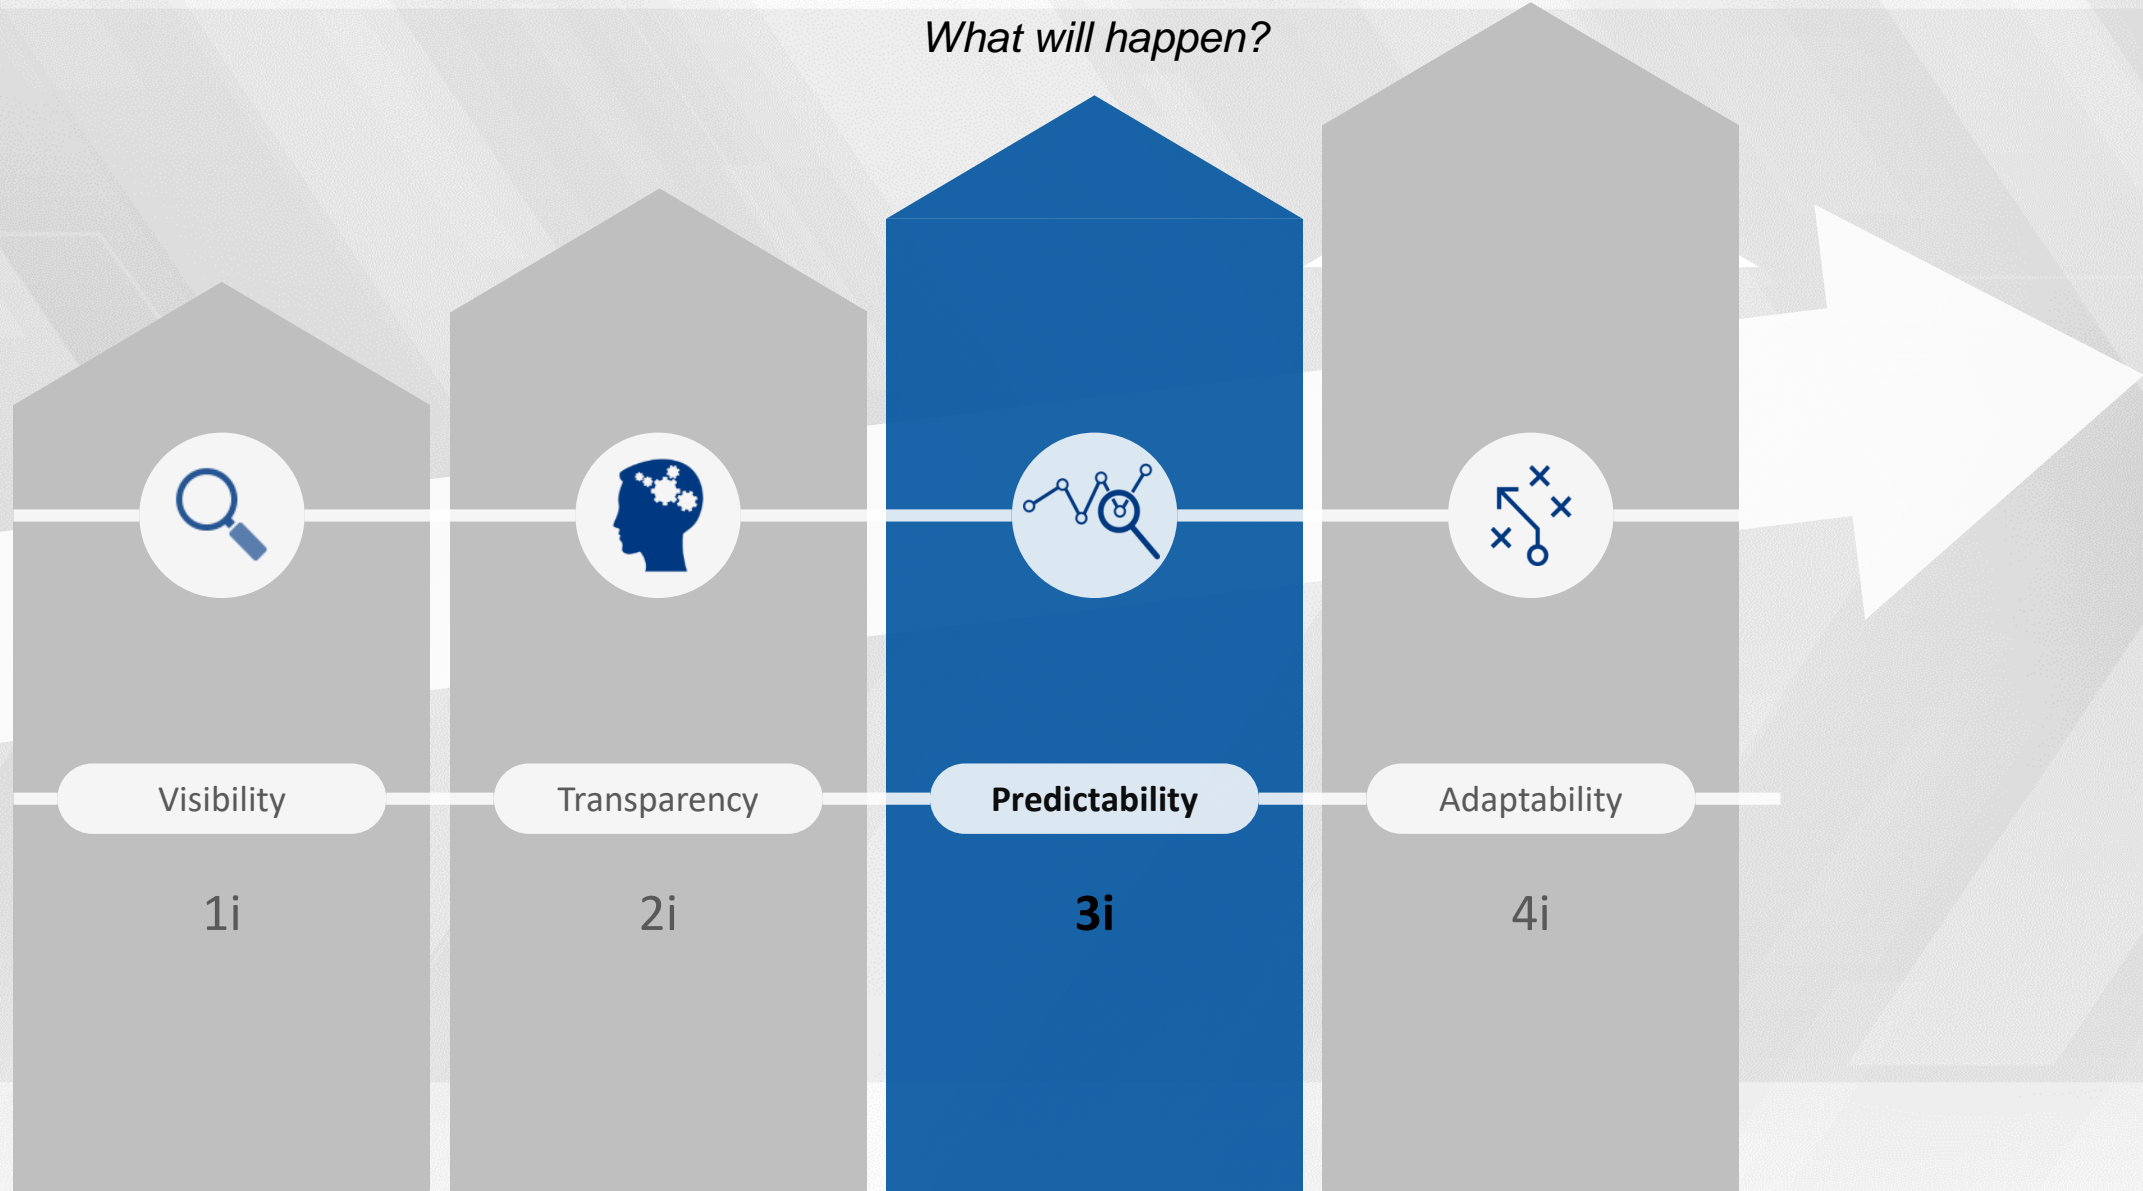 What will happen?
Visibility
Transparency
Predictability
Adaptability
1i
2i
3i
4i